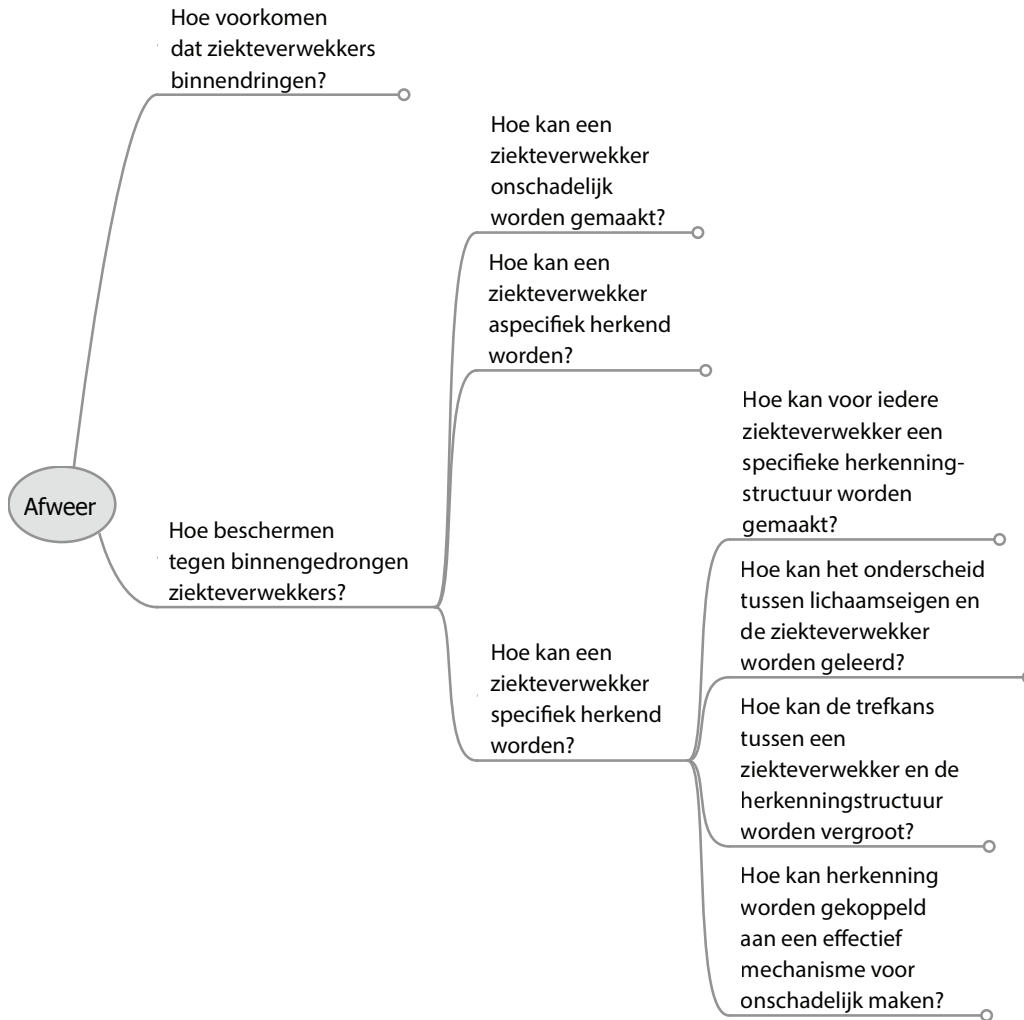 Hoe voorkomen
dat ziekteverwekkers
binnendringen?
Hoe kan een
ziekteverwekker
onschadelijk
worden gemaakt?
Hoe kan een
ziekteverwekker
aspecifiek herkend
worden?
Hoe kan voor iedere
ziekteverwekker een
specifieke herkenning-
structuur worden
gemaakt?
Afweer
Hoe beschermen
tegen binnengedrongen
ziekteverwekkers?
Hoe kan het onderscheid
tussen lichaamseigen en
de ziekteverwekker
worden geleerd?
Hoe kan een
ziekteverwekker
specifiek herkend
worden?
Hoe kan de trefkans
tussen een
ziekteverwekker en de
herkenningstructuur
worden vergroot?
Hoe kan herkenning
worden gekoppeld
aan een effectief
mechanisme voor
onschadelijk maken?